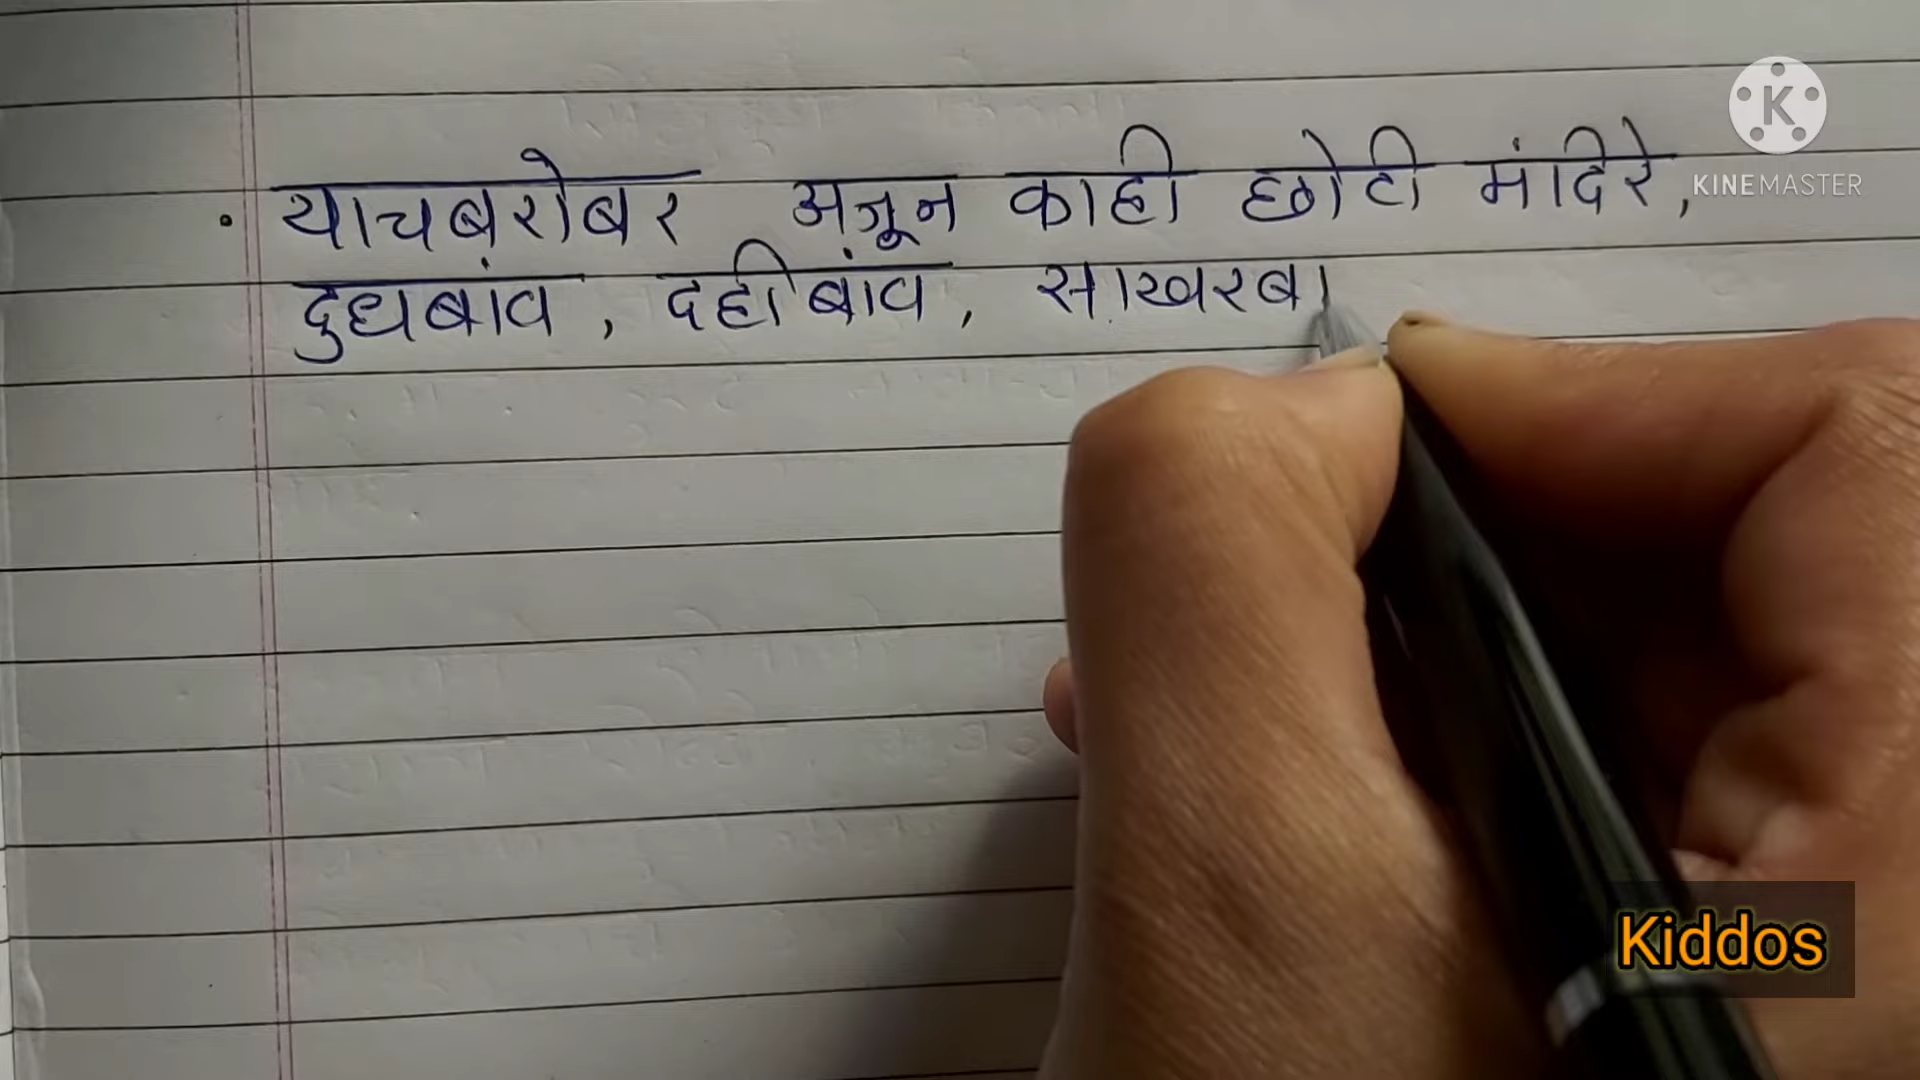 • याचबरोबर अजून काही छोटी मंदिरे,
दुधबांव, दहीबांव, साखरबा
KINEMASTER
Kiddos